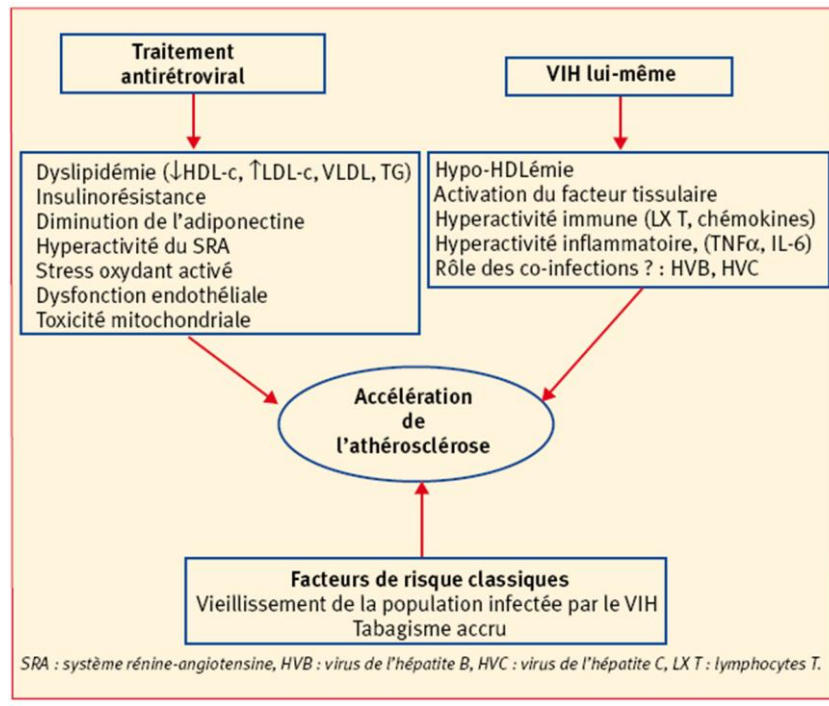 Traitement
antirétroviral
VIH lui-même
Dyslipidémie (↓HDL-c, ↑LDL-c, VLDL, TG)
Insulinorésistance
Diminution de l'adiponectine
Hyperactivité du SRA
Stress oxydant activé
Dysfonction endothéliale
Toxicité mitochondriale
Hypo-HDLémie
Activation du facteur tissulaire
Hyperactivité immune (LX T, chémokines)
Hyperactivité inflammatoire, (TNFα, IL-6)
Rôle des co-infections ? : HVB, HVC
Accélération
de
l'athérosclérose
Facteurs de risque classiques
Vieillissement de la population infectée par le VIH
Tabagisme accru
SRA : système rénine-angiotensine, HVB : virus de l'hépatite B, HVC : virus de l'hépatite C, LX T : lymphocytes T.